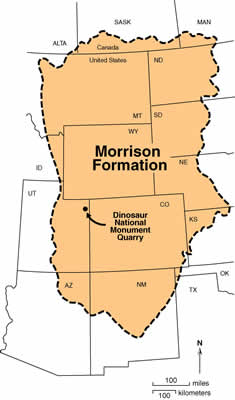 SASK
MAN
ALTA
Canada
United States
ND
MT
SD
WY
Morrison
Formation
NE
ID
UT
CO
Dinosaur
National
Monument
Quarry
KS
OK
AZ
NM
TX
N
100 miles
100 kilometers